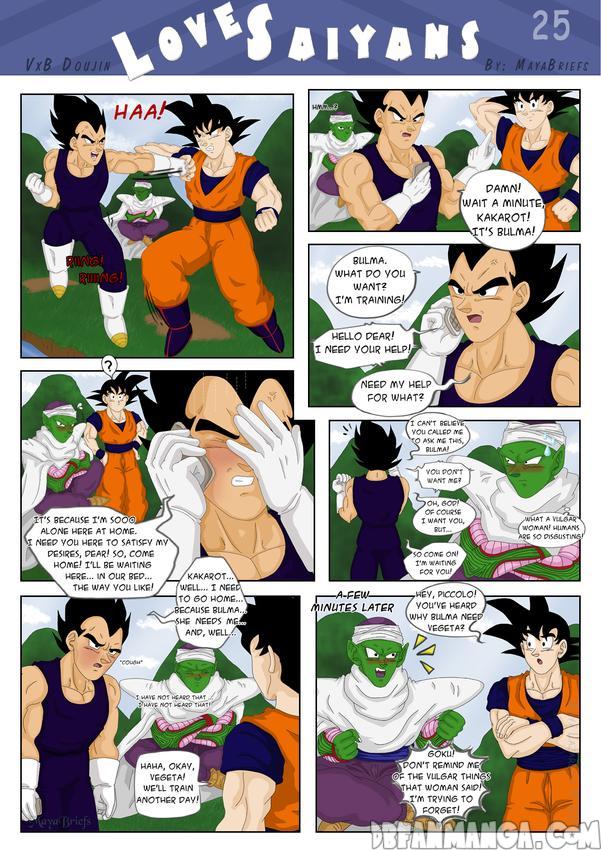 LOVE SAIYANS
25
VXB DOUJIN
BY: MAYABRIEFS
HAA!
RIING!
RIIING!
HMM..?
DAMN!
WAIT A MINUTE,
KAKAROT!
IT'S BULMA!
BULMA.
WHAT DO YOU
WANT?
I'M TRAINING!
HELLO DEAR!
I NEED YOUR HELP!
NEED MY HELP
FOR WHAT?
?
IT'S BECAUSE I'M SOOO
ALONE HERE AT HOME.
I NEED YOU HERE TO SATISFY MY
DESIRES, DEAR! SO, COME
HOME! I'LL BE WAITING
HERE... IN OUR BED...
THE WAY YOU LIKE!
I CAN'T BELIEVE
YOU CALLED ME
TO ASK ME THIS,
BULMA!
YOU DON'T
WANT ME?
OH, GOD!
OF COURSE
I WANT YOU,
BUT...
SO COME ON!
I'M WAITING
FOR YOU!
WHAT A VULGAR
WOMAN! HUMANS
ARE SO DISGUSTING!
KAKAROT...
WELL... I NEED
TO GO HOME...
BECAUSE BULMA...
SHE NEEDS ME...
AND, WELL...
*COUGH*
I HAVE NOT HEARD THAT ...
I HAVE NOT HEARD THAT!
HAHA, OKAY,
VEGETA!
WE'LL TRAIN
ANOTHER DAY!
MayaBriefs
A FEW
MINUTES LATER
HEY, PICCOLO!
YOU'VE HEARD
WHY BULMA NEED
VEGETA?
GOKU!
DON'T REMIND ME
OF THE VULGAR THINGS
THAT WOMAN SAID!
I'M TRYING TO
FORGET!
DBFANMANGA.COM